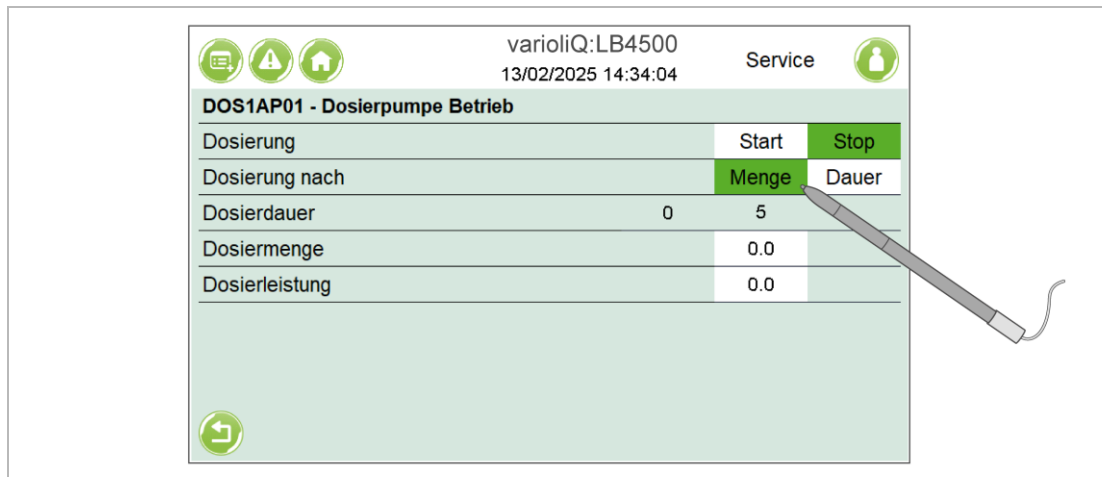 varioliQ:LB4500
13/02/2025 14:34:04
Service
DOS1AP01 - Dosierpumpe Betrieb
Dosierung Start Stop
Dosierung nach Menge Dauer
Dosierdauer 0 5
Dosiermenge 0.0
Dosierleistung 0.0